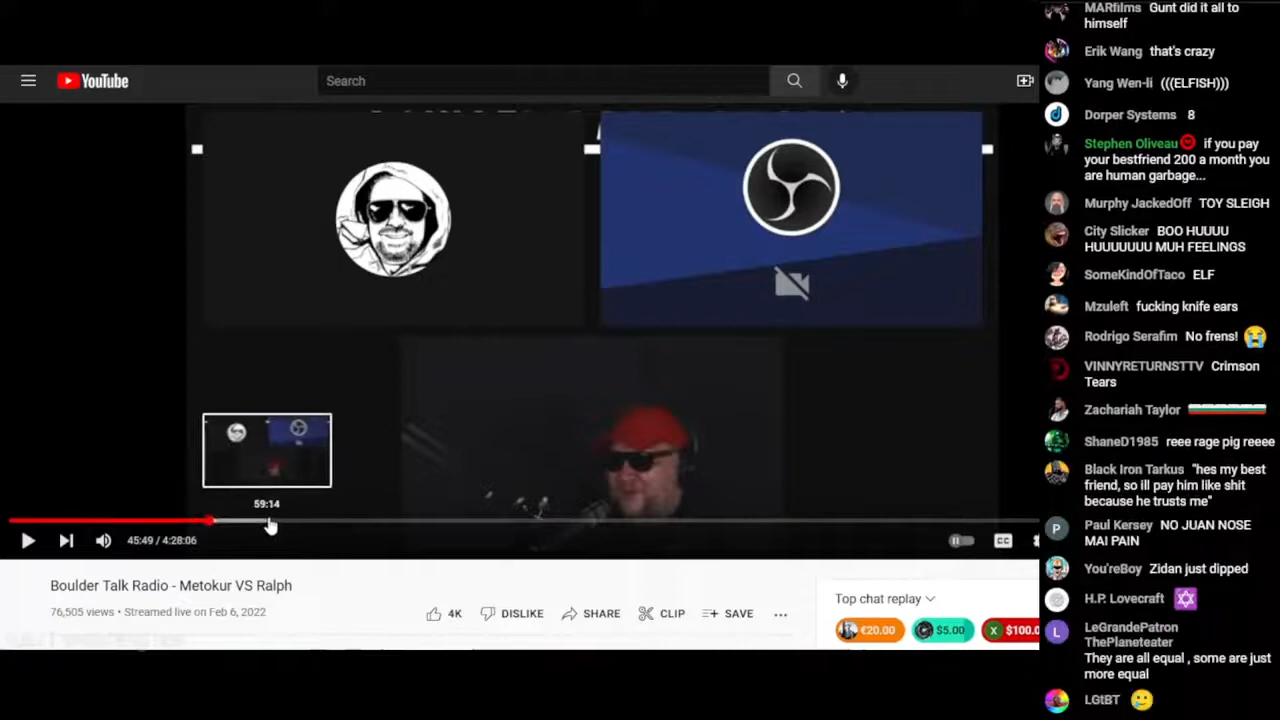 YouTube
Search
59:14
45:49 / 4:28:06
CC
Boulder Talk Radio - Metokur VS Ralph
76,505 views • Streamed live on Feb 6, 2022
4K
DISLIKE
SHARE
CLIP
SAVE
Top chat replay
€20.00
$5.00
X
$100.0
MARfilms Gunt did it all to
himself
Erik Wang that's crazy
Yang Wen-li (((ELFISH)))
Dorper Systems 8
Stephen Oliveau if you pay
your bestfriend 200 a month you
are human garbage...
Murphy JackedOff TOY SLEIGH
City Slicker BOO HUUUU
HUUUUUUU MUH FEELINGS
SomeKindOfTaco ELF
Mzuleft fucking knife ears
Rodrigo Serafim No frens! 😭
VINNYRETURNSTTV Crimson
Tears
Zachariah Taylor
ShaneD1985 reee rage pig reeee
Black Iron Tarkus "hes my best
friend, so ill pay him like shit
because he trusts me"
P
Paul Kersey NO JUAN NOSE
MAI PAIN
You'reBoy Zidan just dipped
H.P. Lovecraft
L
LeGrandePatron
ThePlaneteater
They are all equal , some are just
more equal
LGtBT 🥲